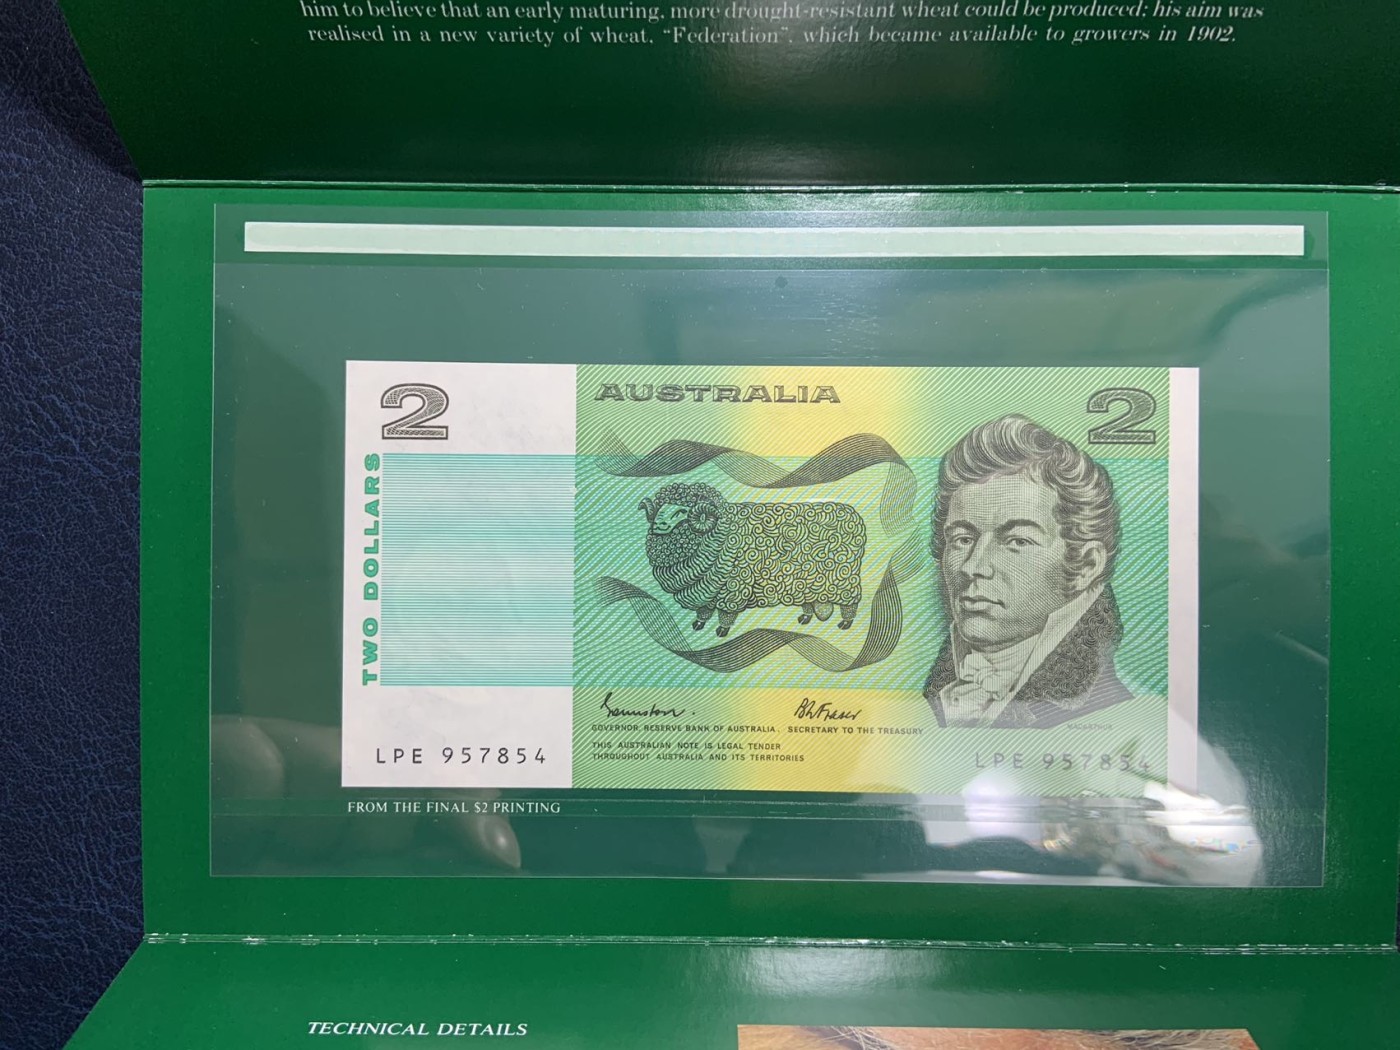 him to believe that an early maturing, more drought-resistant wheat could be produced; his aim was
realised in a new variety of wheat, “Federation”, which became available to growers in 1902.
2
AUSTRALIA
2
TWO DOLLARS
GOVERNOR, RESERVE BANK OF AUSTRALIA. SECRETARY TO THE TREASURY
THIS AUSTRALIAN NOTE IS LEGAL TENDER
THROUGHOUT AUSTRALIA AND ITS TERRITORIES
MACARTHUR
LPE 957854
LPE 957854
FROM THE FINAL $2 PRINTING
TECHNICAL DETAILS